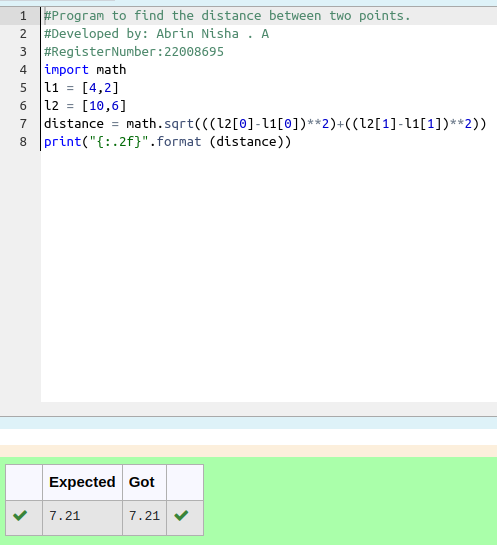 1 #Program to find the distance between two points.
2 #Developed by: Abrin Nisha . A
3 #RegisterNumber:22008695
4 import math
5 l1 = [4,2]
6 l2 = [10,6]
7 distance = math.sqrt(((l2[0]-l1[0])**2)+((l2[1]-l1[1])**2))
8 print("{:.2f}".format (distance))
Expected Got
7.21 7.21